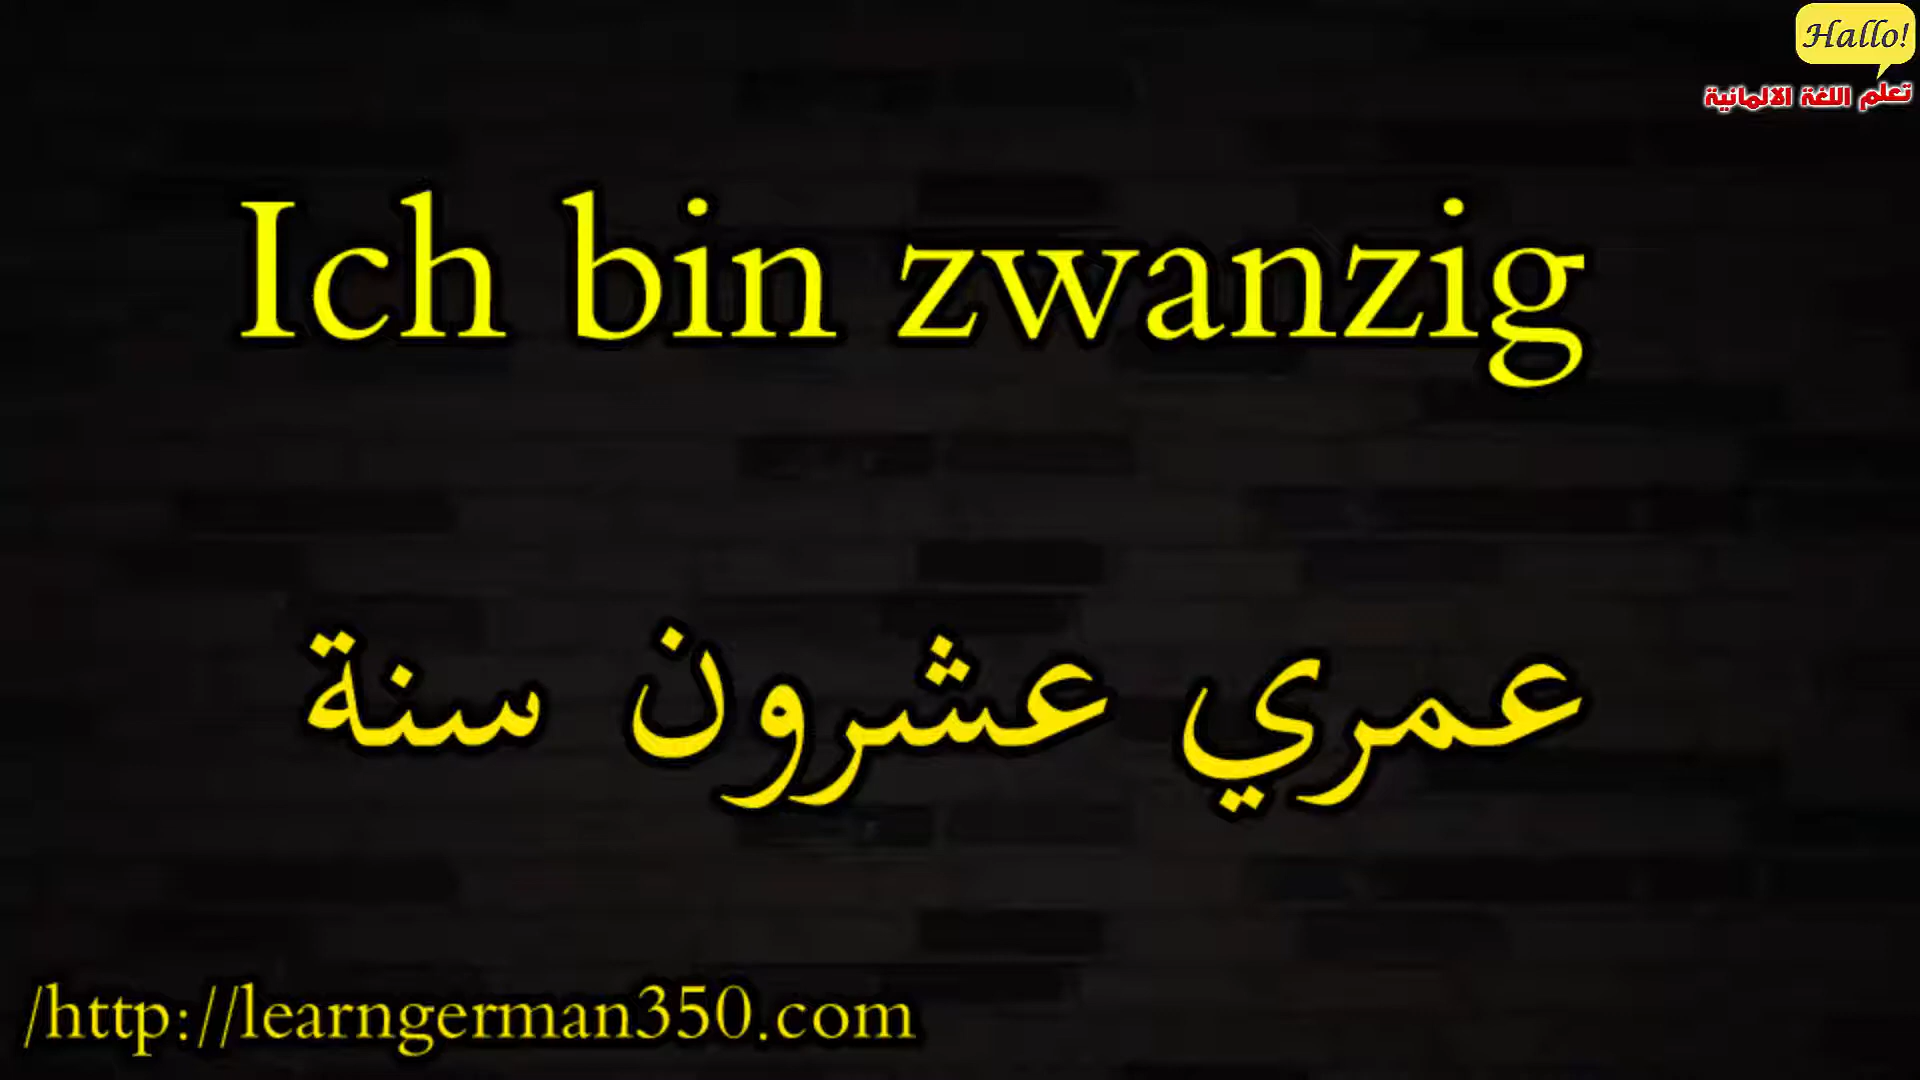 Hallo!
تعلم اللغة الالمانية
Ich bin zwanzig
عمري عشرون سنة
/http://learngerman350.com